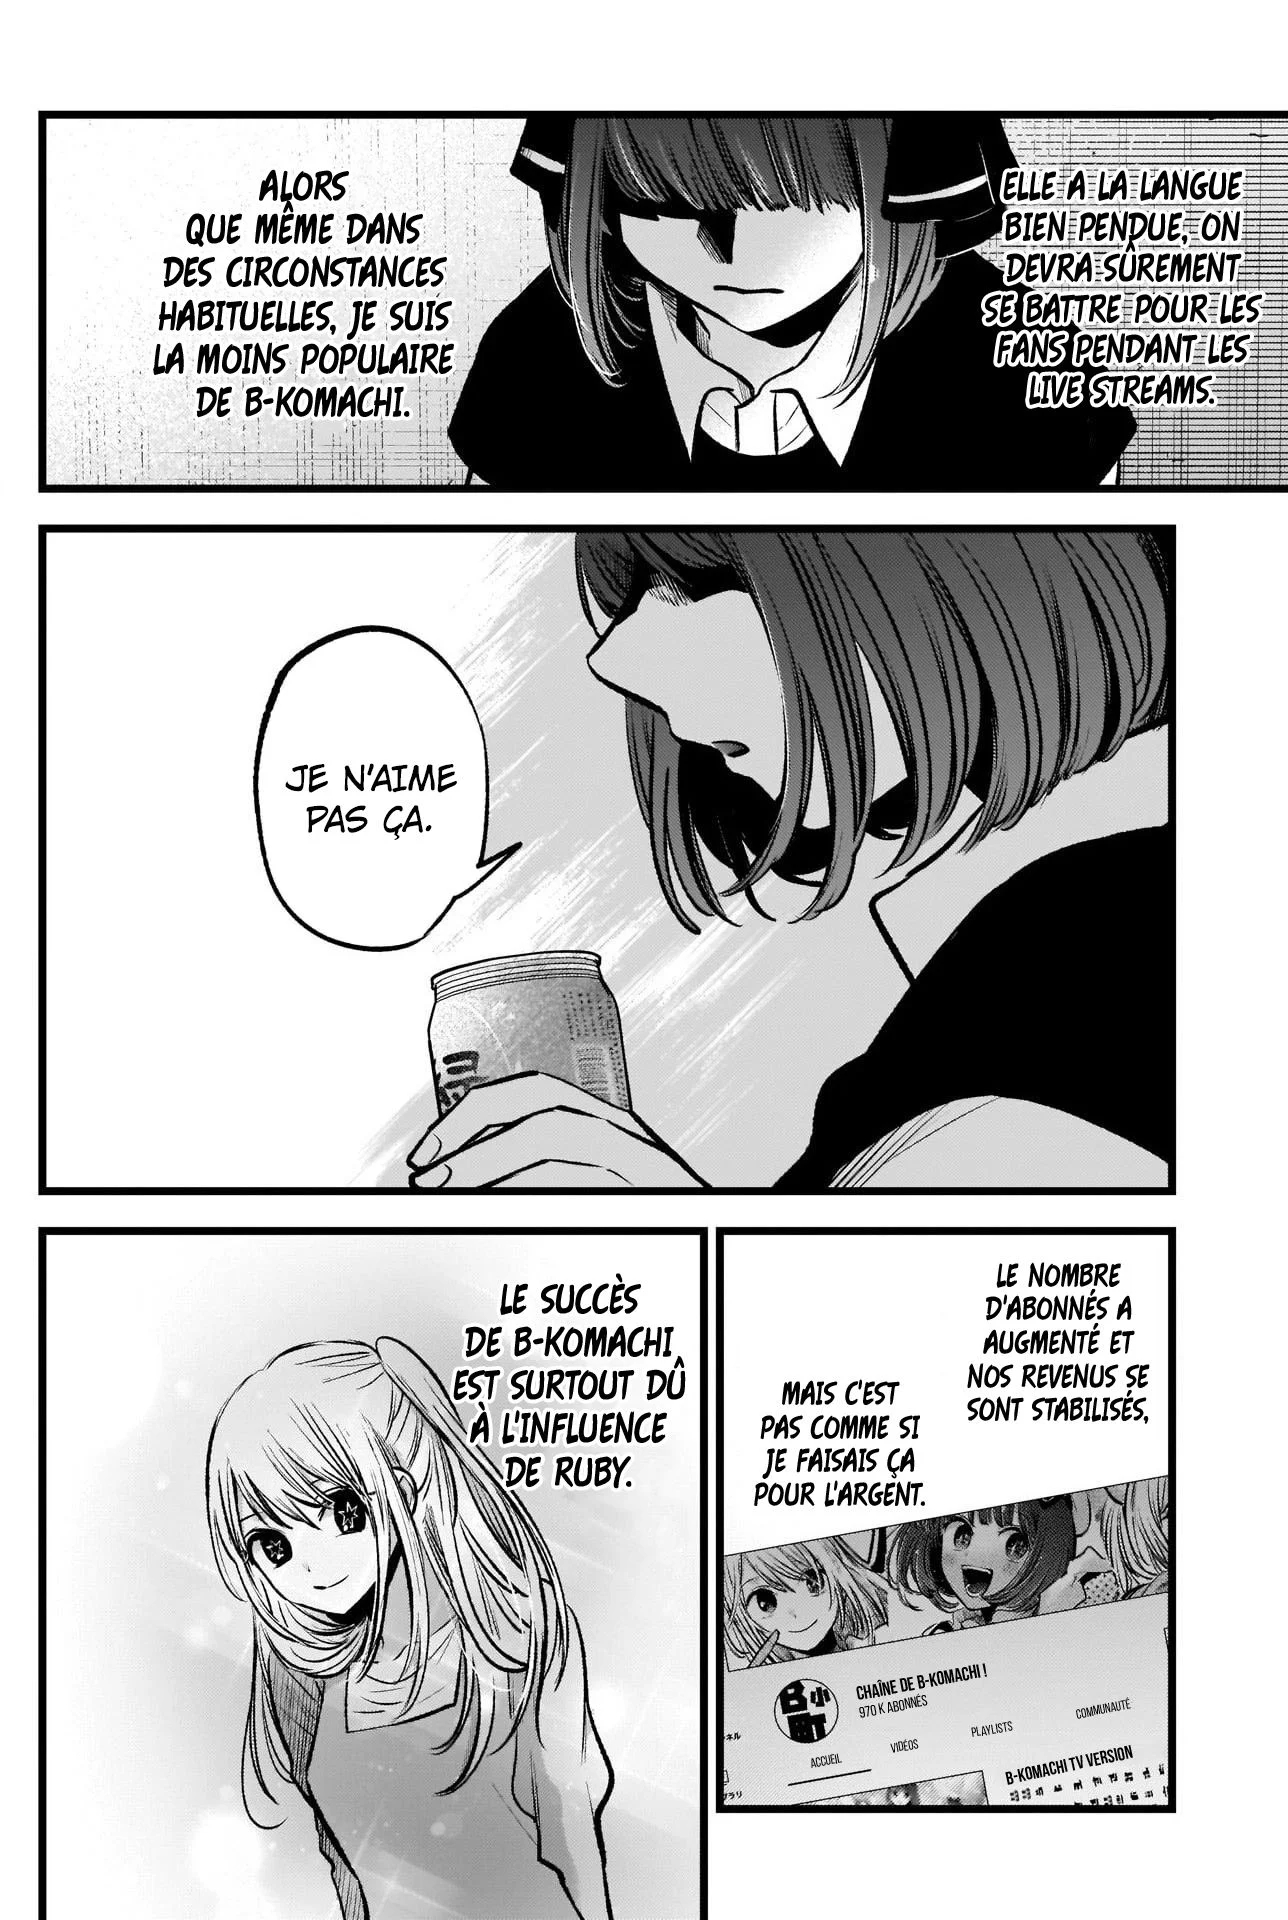 ELLE A LA LANGUE
BIEN PENDUE, ON
DEVRA SÛREMENT
SE BATTRE POUR LES
FANS PENDANT LES
LIVE STREAMS.
ALORS
QUE MÊME DANS
DES CIRCONSTANCES
HABITUELLES, JE SUIS
LA MOINS POPULAIRE
DE B-KOMACHI.
JE N'AIME
PAS ÇA.
LE NOMBRE
D'ABONNÉS A
AUGMENTÉ ET
NOS REVENUS SE
SONT STABILISÉS,
MAIS C'EST
PAS COMME SI
JE FAISAIS ÇA
POUR L'ARGENT.
B小町
CHAÎNE DE B-KOMACHI !
970 K ABONNÉS
ACCUEIL
VIDÉOS
PLAYLISTS
COMMUNAUTÉ
B-KOMACHI TV VERSION
LE SUCCÈS
DE B-KOMACHI
EST SURTOUT DÛ
À L'INFLUENCE
DE RUBY.